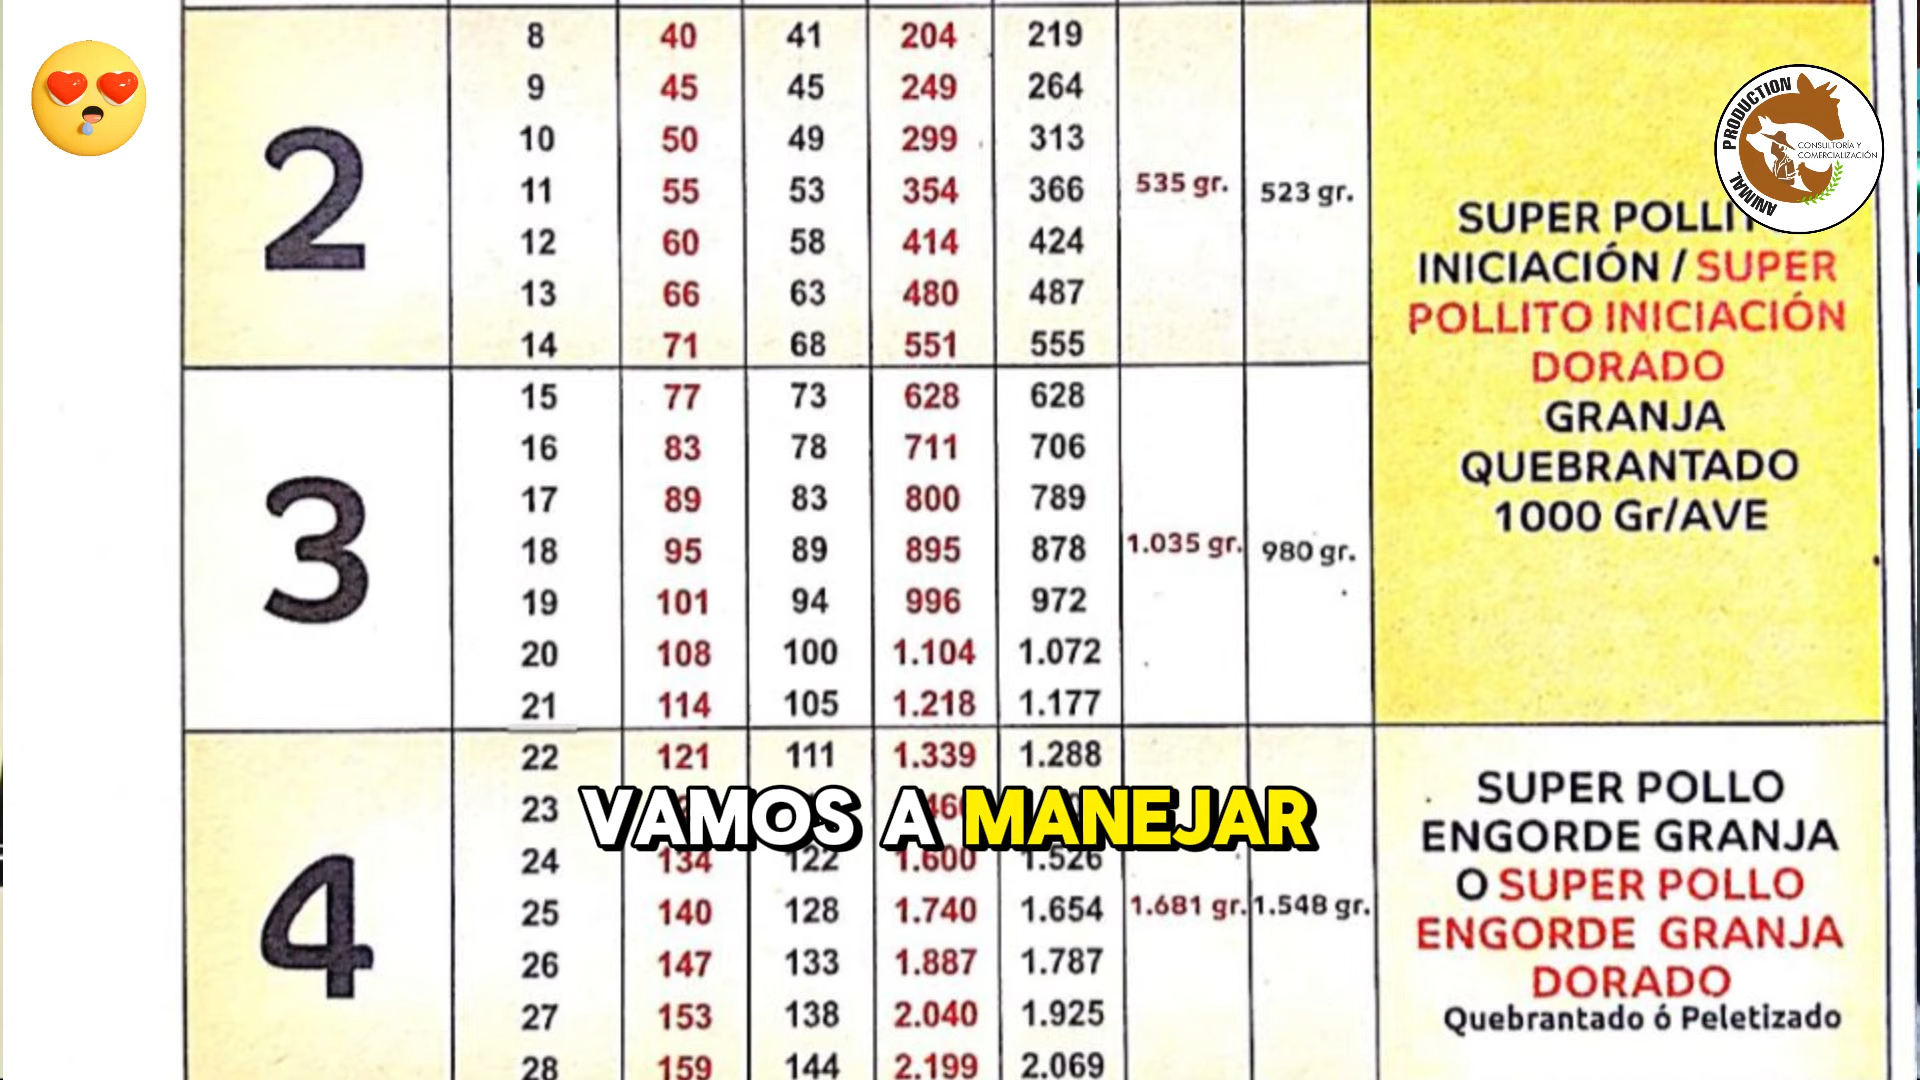 8 40 41 204 219
9 45 45 249 264
10 50 49 299 313
2 11 55 53 354 366 535 gr. 523 gr.
12 60 58 414 424
13 66 63 480 487
14 71 68 551 555
SUPER POLLI
INICIACIÓN / SUPER
POLLITO INICIACIÓN
DORADO
GRANJA
QUEBRANTADO
1000 Gr/AVE
15 77 73 628 628
16 83 78 711 706
17 89 83 800 789
3 18 95 89 895 878 1.035 gr. 980 gr.
19 101 94 996 972
20 108 100 1.104 1.072
21 114 105 1.218 1.177
22 121 111 1.339 1.288
23
24 134 122 1.600 1.526
4 25 140 128 1.740 1.654 1.681 gr. 1.548 gr.
26 147 133 1.887 1.787
27 153 138 2.040 1.925
28 159 144 2.199 2.069
SUPER POLLO
ENGORDE GRANJA
O SUPER POLLO
ENGORDE GRANJA
DORADO
Quebrantado ó Peletizado
VAMOS A MANEJAR
PRODUCTION
ANIMAL
CONSULTORÍA Y
COMERCIALIZACIÓN